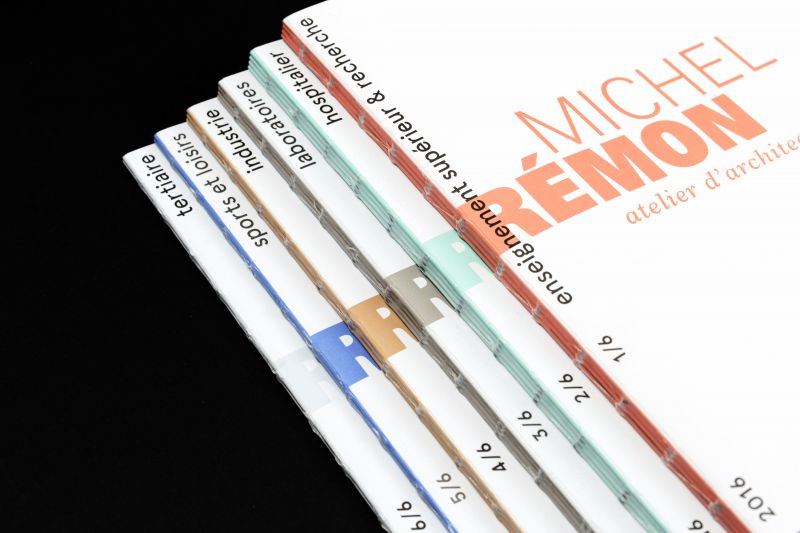 MICHEL
RÉMON
atelier d'architec
enseignement supérieur & recherche
1/6
2016
hospitalier
2/6
16
laboratoires
3/6
industrie
4/6
sports et loisirs
5/6
tertiaire
6/6